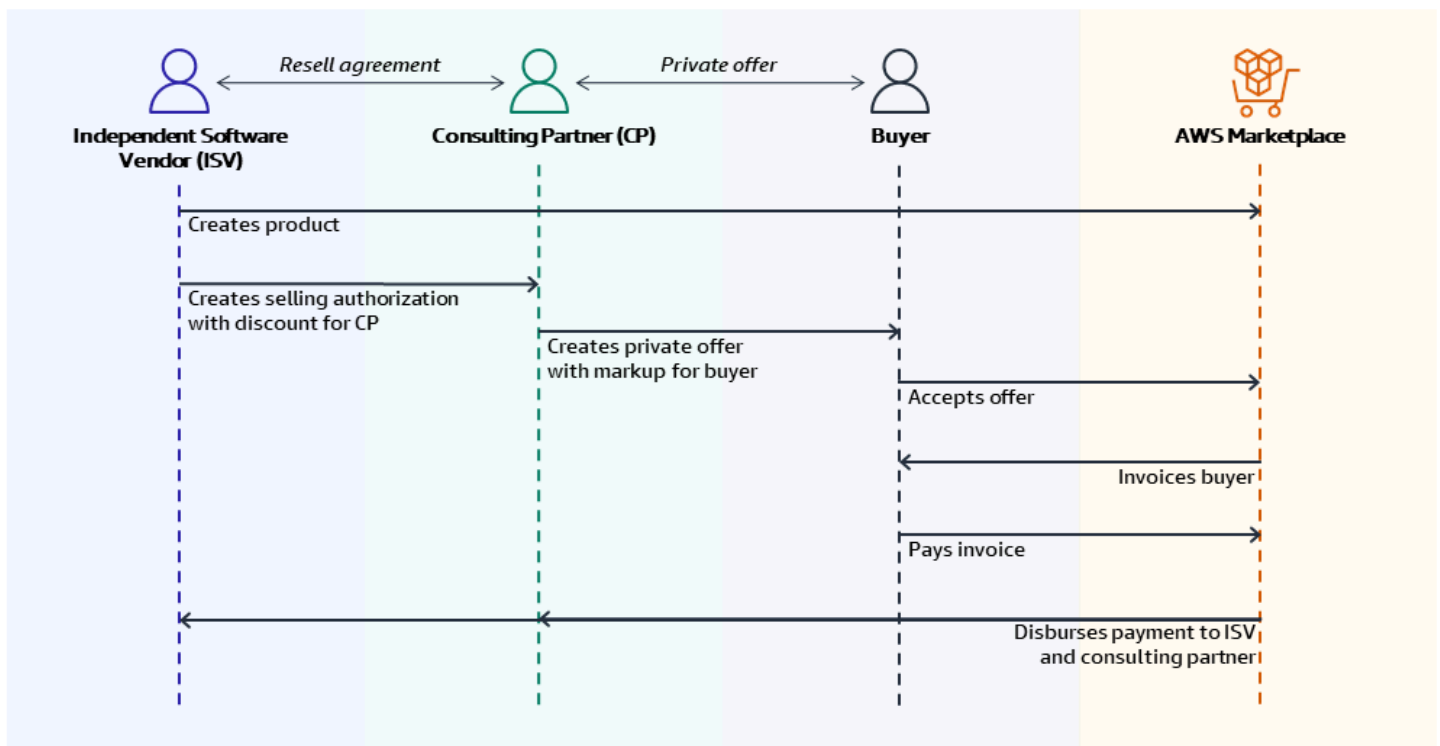 Resell agreement
Private offer
Independent Software
Vendor (ISV)
Consulting Partner (CP)
Buyer
AWS Marketplace
Creates product
Creates selling authorization
with discount for CP
Creates private offer
with markup for buyer
Accepts offer
Invoices buyer
Pays invoice
Disburses payment to ISV
and consulting partner